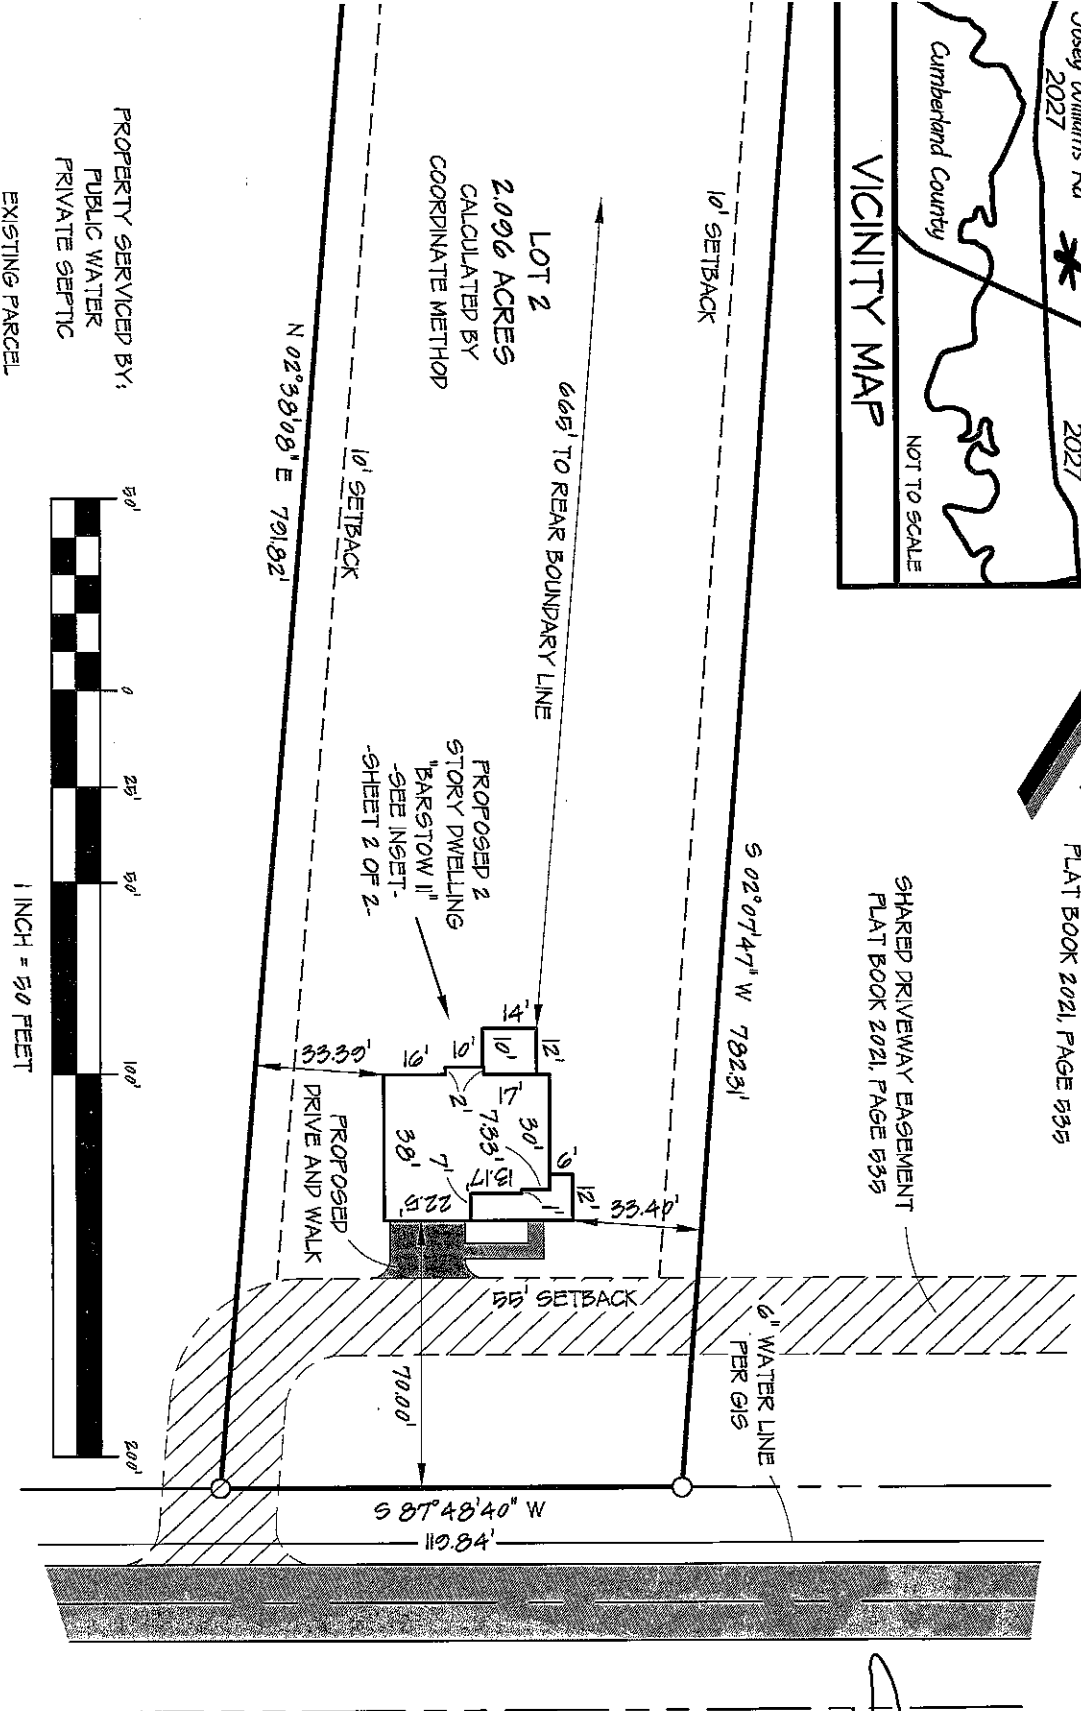 Josey Williams Rd
2027
2027
Cumberland County
NOT TO SCALE
VICINITY MAP
PLAT BOOK 2021, PAGE 535
SHARED DRIVEWAY EASEMENT
PLAT BOOK 2021, PAGE 535
10' SETBACK
S 02°07'47" W 782.31'
LOT 2
2.096 ACRES
CALCULATED BY
COORDINATE METHOD
665' TO REAR BOUNDARY LINE
PROPOSED 2
STORY DWELLING
"BARSTOW II"
-SEE INSET-
-SHEET 2 OF 2-
14'
12'
10'
10'
16'
2'
17'
30'
7.33'
6'
12'
13.17'
1'
7'
38'
22.5'
33.39'
33.40'
PROPOSED
DRIVE AND WALK
55' SETBACK
70.00'
6" WATER LINE
PER GIS
S 87°48'40" W
119.84'
10' SETBACK
N 02°38'08" E 791.82'
PROPERTY SERVICED BY:
PUBLIC WATER
PRIVATE SEPTIC
EXISTING PARCEL
50'
0
25'
50'
100'
200'
1 INCH = 50 FEET